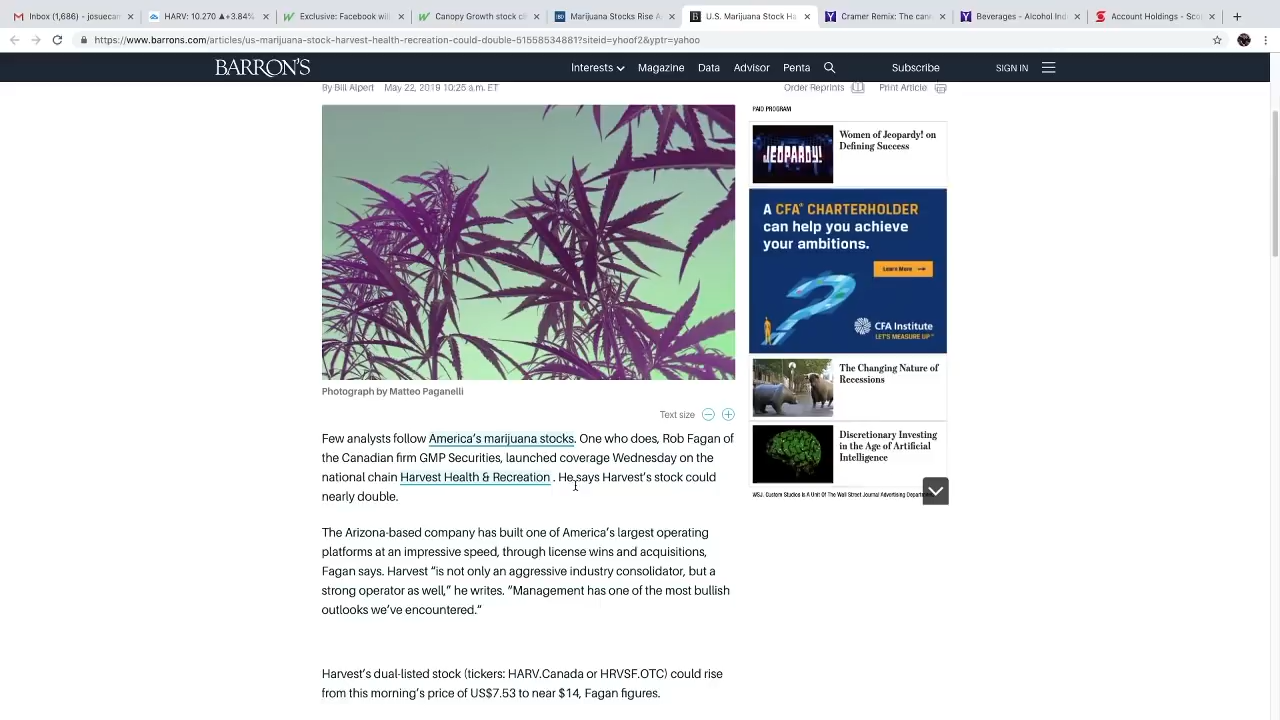 Inbox (1,686) - josuecar
HARV: 10.270 ▲+3.84%
Exclusive: Facebook wil
Canopy Growth stock cl
Marijuana Stocks Rise A
U.S. Marijuana Stock Ha
Cramer Remix: The can
Beverages – Alcohol Ind
Account Holdings - Sco
https://www.barrons.com/articles/us-marijuana-stock-harvest-health-recreation-could-double-51558534881?siteid=yhoof2&yptr=yahoo
BARRON'S
Interests
Magazine
Data
Advisor
Penta
Subscribe
SIGN IN
By Bill Alpert May 22, 2019 10:25 a.m. ET
Order Reprints
Print Article
PAID PROGRAM
JEOPARDY!
Women of Jeopardy! on
Defining Success
A CFA® CHARTERHOLDER
can help you achieve
your ambitions.
Learn More →
CFA Institute
LET'S MEASURE UP®
The Changing Nature of
Recessions
Discretionary Investing
in the Age of Artificial
Intelligence
WSJ. Custom Studios Is A Unit Of The Wall Street Journal Advertising
Photograph by Matteo Paganelli
Text size
Few analysts follow America's marijuana stocks. One who does, Rob Fagan of
the Canadian firm GMP Securities, launched coverage Wednesday on the
national chain Harvest Health & Recreation . He says Harvest's stock could
nearly double.
The Arizona-based company has built one of America's largest operating
platforms at an impressive speed, through license wins and acquisitions,
Fagan says. Harvest "is not only an aggressive industry consolidator, but a
strong operator as well," he writes. "Management has one of the most bullish
outlooks we've encountered."
Harvest's dual-listed stock (tickers: HARV.Canada or HRVSF.OTC) could rise
from this morning's price of US$7.53 to near $14, Fagan figures.